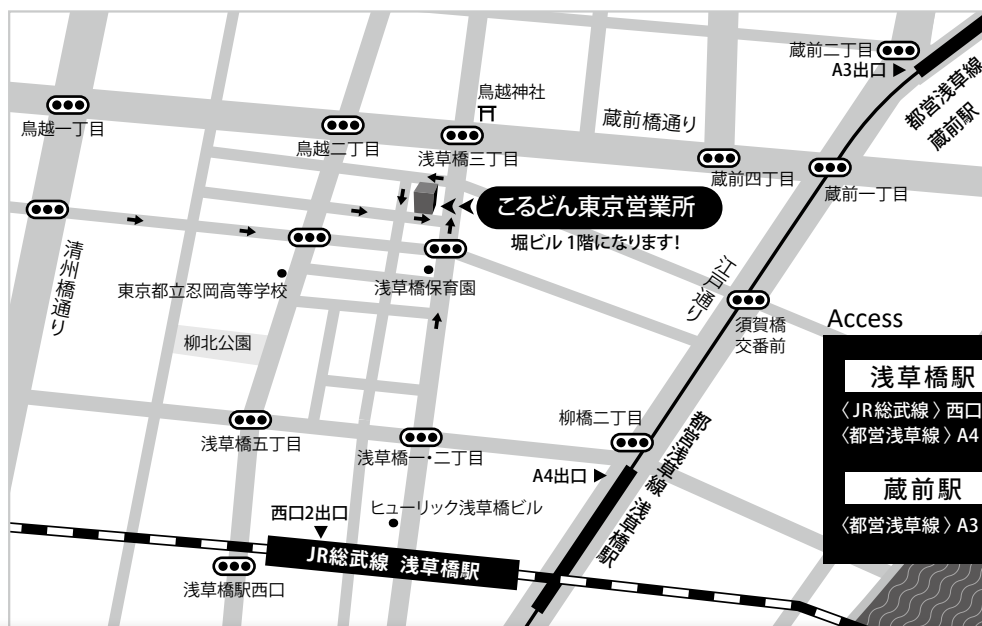 蔵前二丁目
A3出口
都営浅草線
蔵前駅
鳥越神社
蔵前橋通り
鳥越一丁目
鳥越二丁目
浅草橋三丁目
蔵前四丁目
蔵前一丁目
こるどん東京営業所
堀ビル 1階になります!
清州橋通り
江戸通り
東京都立忍岡高等学校
浅草橋保育園
須賀橋
交番前
柳北公園
Access
浅草橋駅
〈JR総武線〉西口
〈都営浅草線〉A4
蔵前駅
〈都営浅草線〉A3
柳橋二丁目
浅草橋五丁目
浅草橋一・二丁目
A4出口
都営浅草線 浅草橋駅
ヒューリック浅草橋ビル
西口2出口
JR総武線 浅草橋駅
浅草橋駅西口